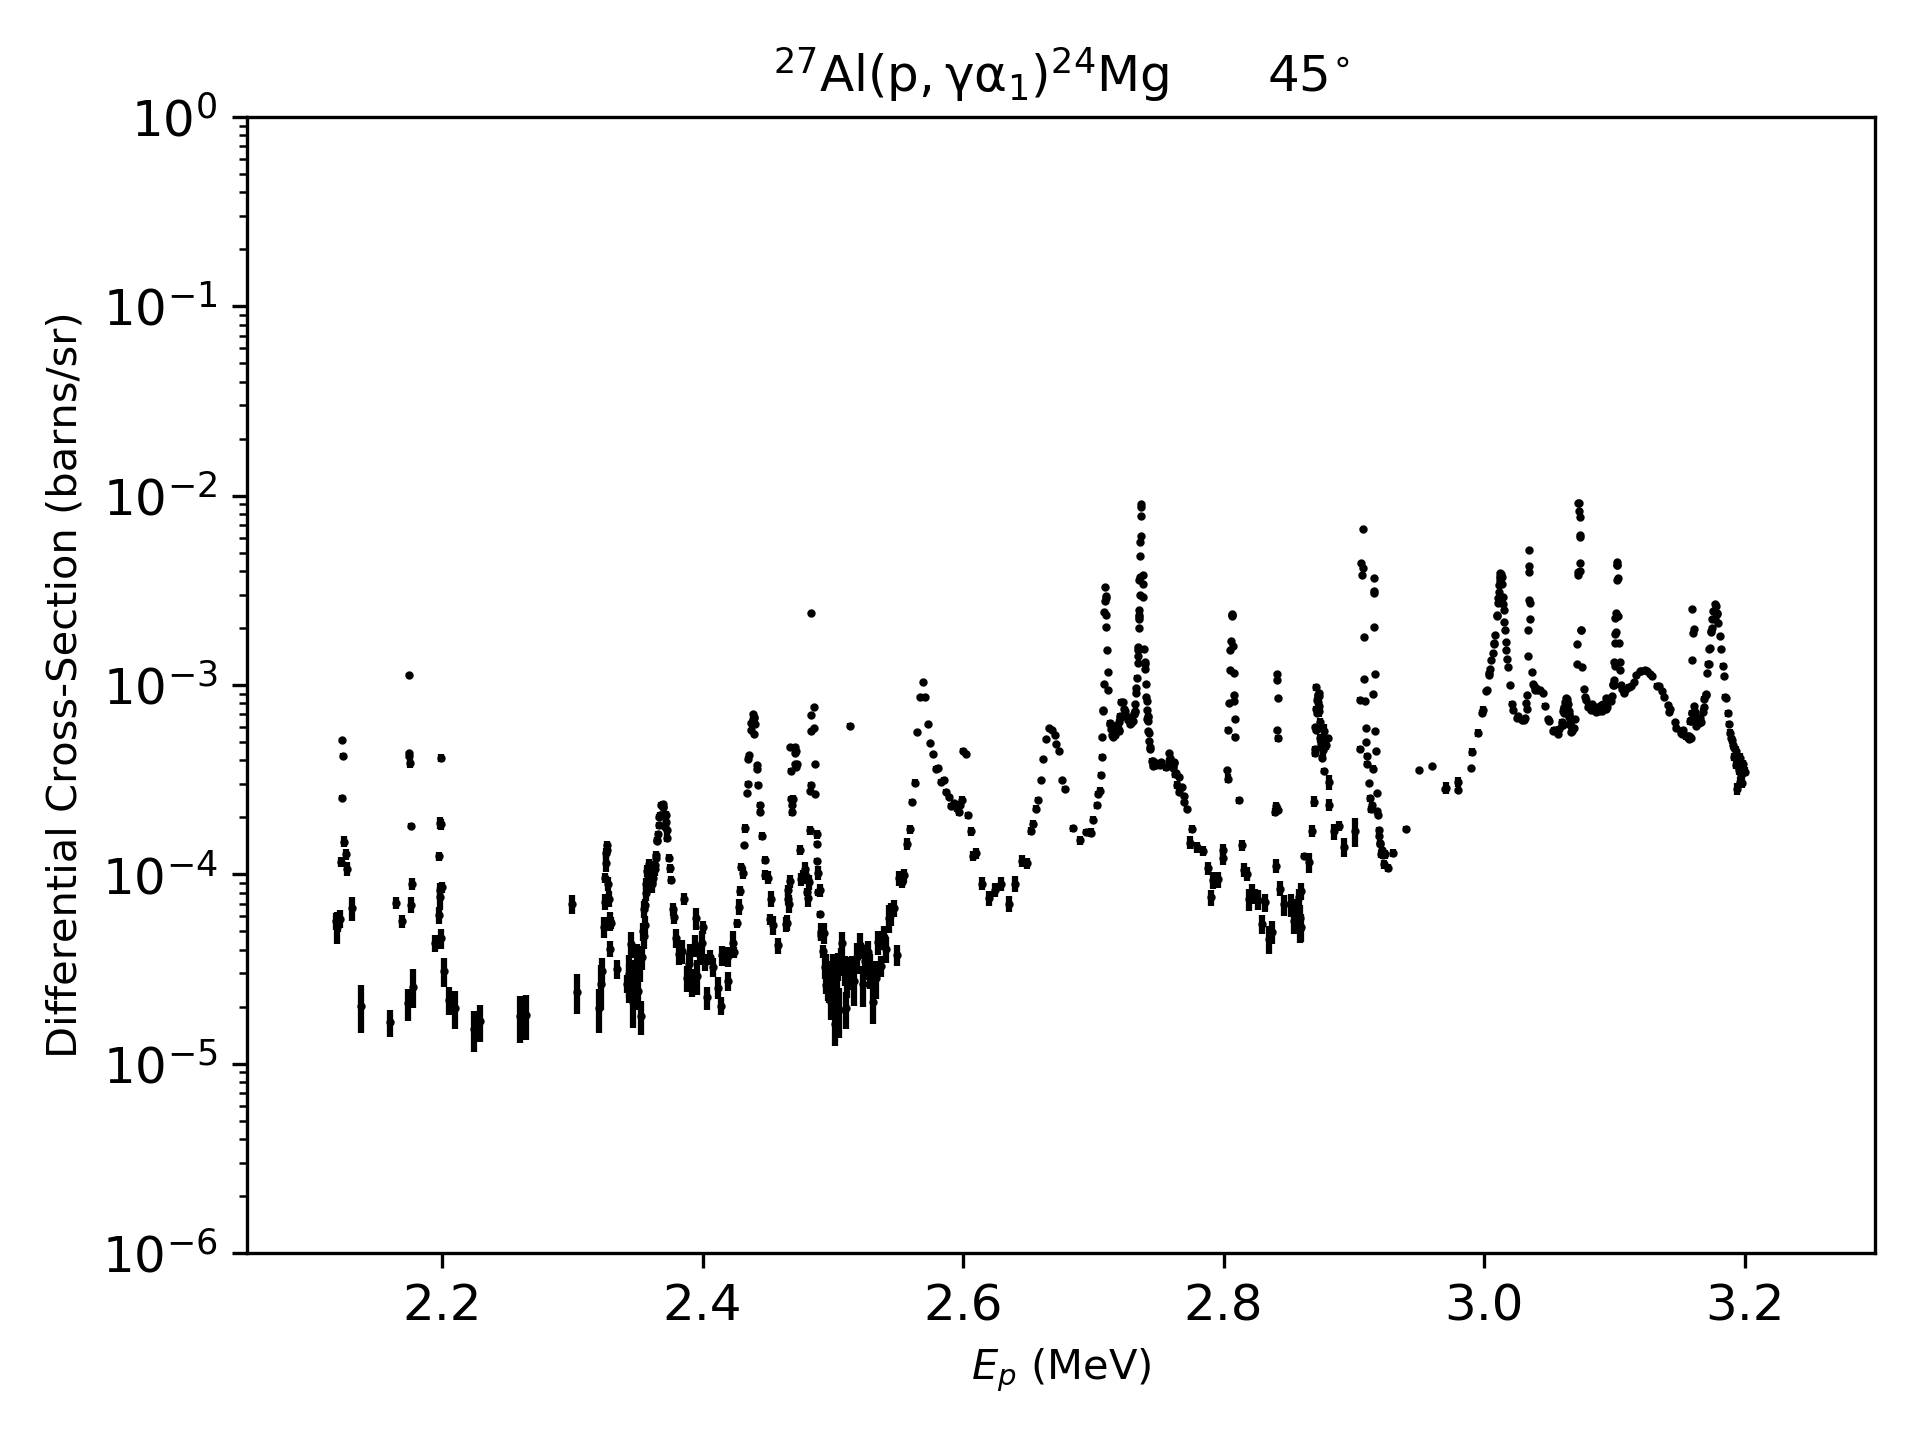 ²⁷Al(p, γα₁)²⁴Mg 45°
10⁰
10⁻¹
10⁻²
10⁻³
10⁻⁴
10⁻⁵
10⁻⁶
Differential Cross-Section (barns/sr)
2.2 2.4 2.6 2.8 3.0 3.2
Eₚ (MeV)